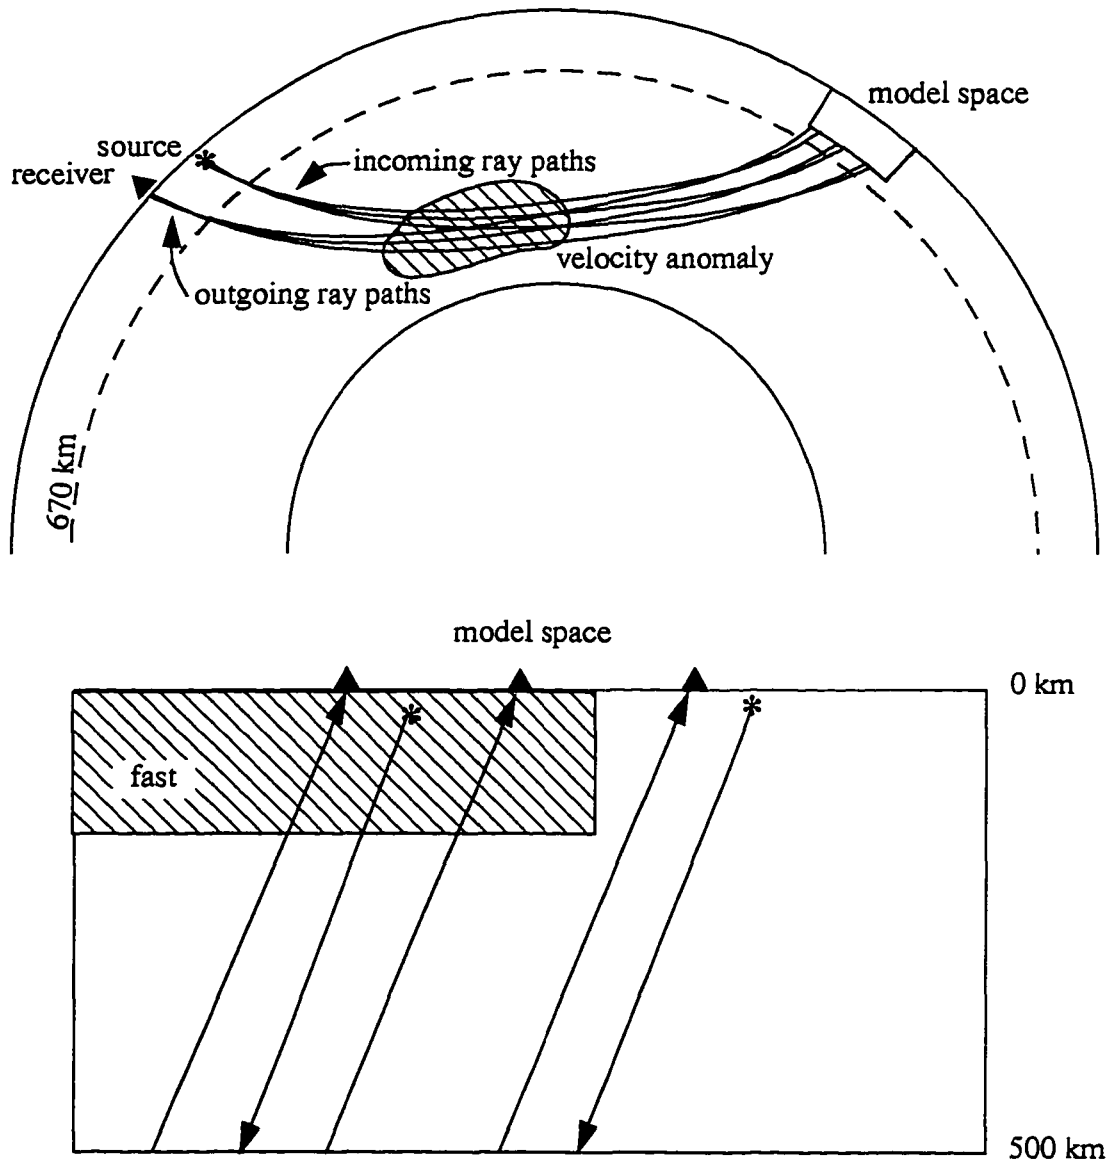 model space
source
receiver
incoming ray paths
velocity anomaly
outgoing ray paths
670 km
model space
0 km
fast
500 km